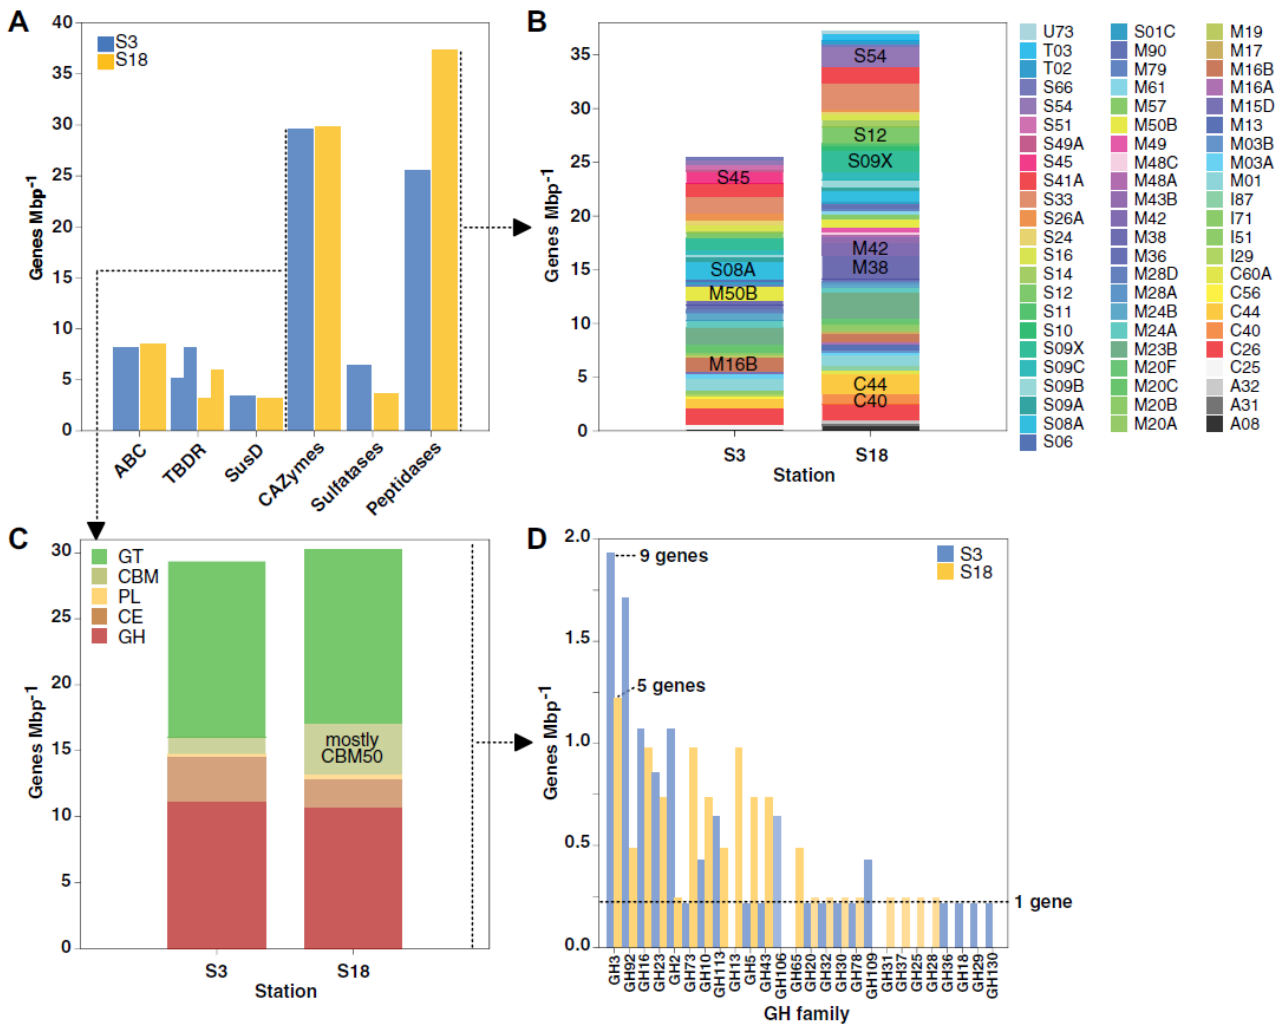 A
40
35
30
25
20
15
10
5
0
Genes Mbp-1
S3
S18
ABC
TBDR
SusD
CAZymes
Sulfatases
Peptidases
B
35
30
25
20
15
10
5
0
Genes Mbp-1
S45
S08A
M50B
M16B
S54
S12
S09X
M42
M38
C44
C40
S3
S18
Station
U73
T03
T02
S66
S54
S51
S49A
S45
S41A
S33
S26A
S24
S16
S14
S12
S11
S10
S09X
S09C
S09B
S09A
S08A
S06
S01C
M90
M79
M61
M57
M50B
M49
M48C
M48A
M43B
M42
M38
M36
M28D
M28A
M24B
M24A
M23B
M20F
M20C
M20B
M20A
M19
M17
M16B
M16A
M15D
M13
M03B
M03A
M01
I87
I71
I51
I29
C60A
C56
C44
C40
C26
C25
A32
A31
A08
C
30
25
20
15
10
5
0
Genes Mbp-1
GT
CBM
PL
CE
GH
mostly
CBM50
S3
S18
Station
D
2.0
1.5
1.0
0.5
0.0
Genes Mbp-1
9 genes
5 genes
1 gene
S3
S18
GH3
GH92
GH16
GH23
GH2
GH73
GH10
GH113
GH13
GH5
GH43
GH106
GH65
GH20
GH32
GH30
GH78
GH109
GH31
GH37
GH25
GH28
GH36
GH18
GH29
GH130
GH family